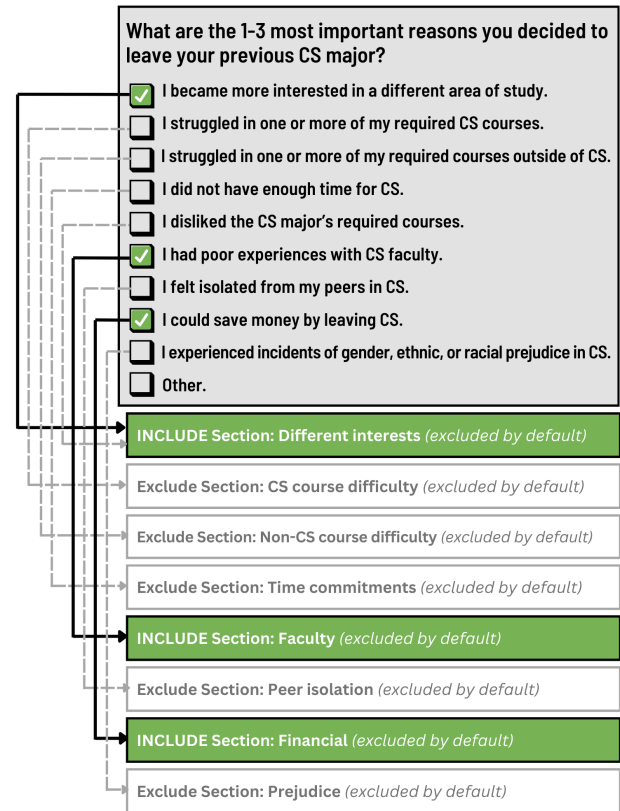 What are the 1-3 most important reasons you decided to
leave your previous CS major?
I became more interested in a different area of study.
I struggled in one or more of my required CS courses.
I struggled in one or more of my required courses outside of CS.
I did not have enough time for CS.
I disliked the CS major's required courses.
I had poor experiences with CS faculty.
I felt isolated from my peers in CS.
I could save money by leaving CS.
I experienced incidents of gender, ethnic, or racial prejudice in CS.
Other.
INCLUDE Section: Different interests (excluded by default)
Exclude Section: CS course difficulty (excluded by default)
Exclude Section: Non-CS course difficulty (excluded by default)
Exclude Section: Time commitments (excluded by default)
INCLUDE Section: Faculty (excluded by default)
Exclude Section: Peer isolation (excluded by default)
INCLUDE Section: Financial (excluded by default)
Exclude Section: Prejudice (excluded by default)